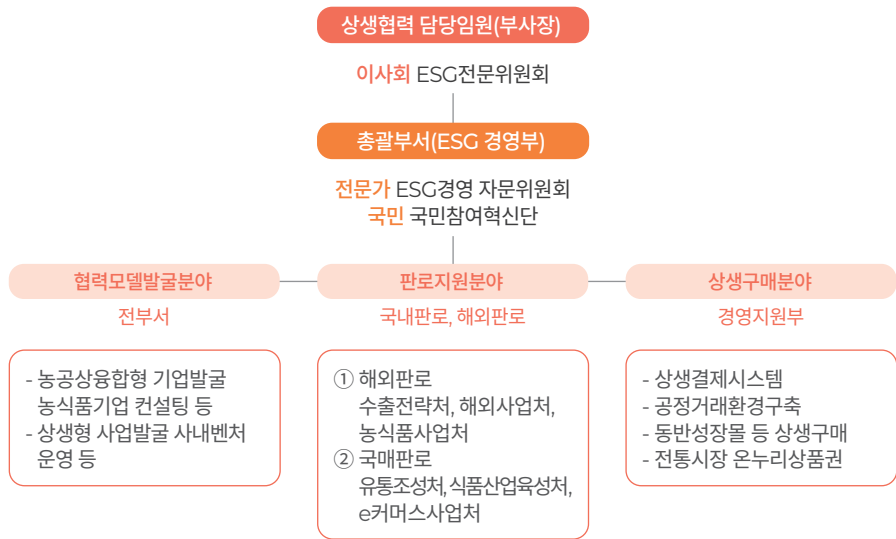 상생협력 담당임원(부사장)
이사회 ESG전문위원회
총괄부서(ESG 경영부)
전문가 ESG경영 자문위원회
국민 국민참여혁신단
협력모델발굴분야
전부서
- 농공상융합형 기업발굴
농식품기업 컨설팅 등
- 상생형 사업발굴 사내벤처
운영 등
판로지원분야
국내판로, 해외판로
① 해외판로
수출전략처, 해외사업처,
농식품사업처
② 국매판로
유통조성처, 식품산업육성처,
e커머스사업처
상생구매분야
경영지원부
- 상생결제시스템
- 공정거래환경구축
- 동반성장몰 등 상생구매
- 전통시장 온누리상품권